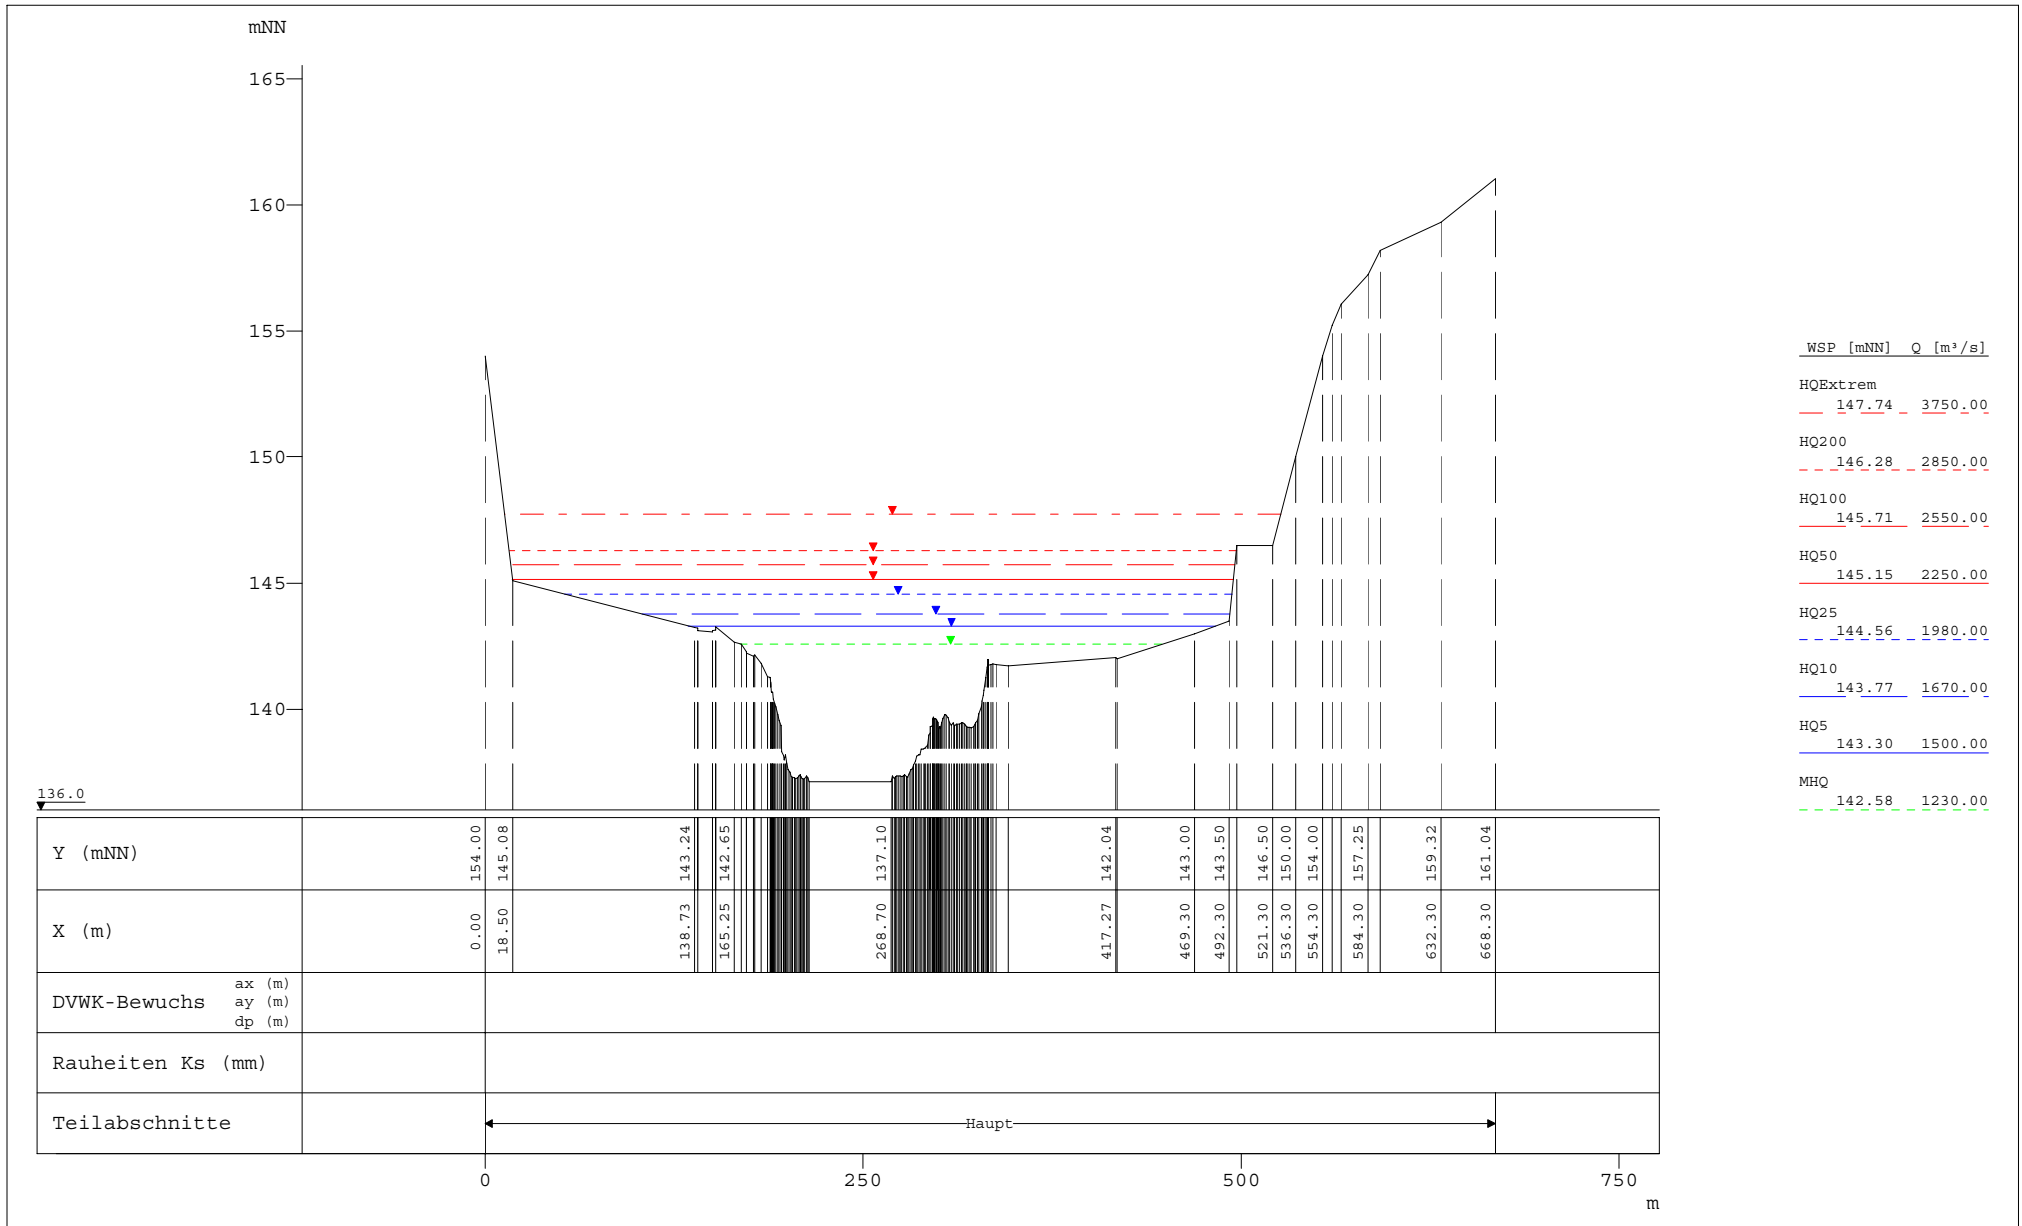 mNN
165
160
155
150
145
140
136.0
WSP [mNN] Q [m³/s]
HQExtrem
147.74 3750.00
HQ200
146.28 2850.00
HQ100
145.71 2550.00
HQ50
145.15 2250.00
HQ25
144.56 1980.00
HQ10
143.77 1670.00
HQ5
143.30 1500.00
MHQ
142.58 1230.00
Y (mNN) 154.00 145.08 143.24 142.65 137.10 142.04 143.00 143.50 146.50 150.00 154.00 157.25 159.32 161.04
X (m) 0.00 18.50 138.73 165.25 268.70 417.27 469.30 492.30 521.30 536.30 554.30 584.30 632.30 668.30
DVWK-Bewuchs
ax (m)
ay (m)
dp (m)
Rauheiten Ks (mm)
Teilabschnitte Haupt
0 250 500 750
m